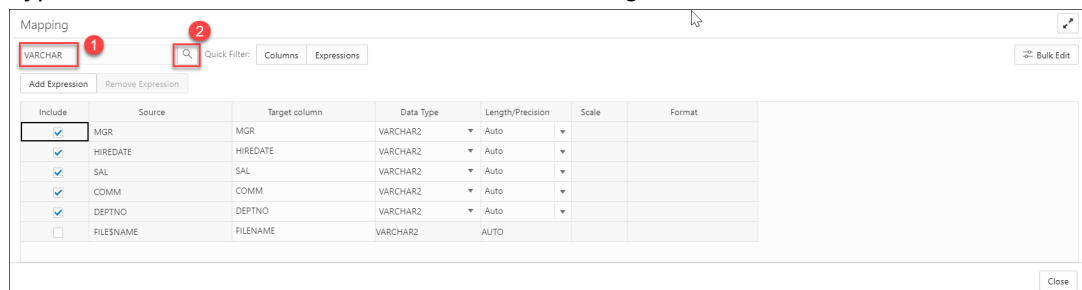 Mapping
2
VARCHAR 1 Quick Filter: Columns Expressions Bulk Edit
Add Expression Remove Expression
Include Source Target column Data Type Length/Precision Scale Format
MGR MGR VARCHAR2 Auto
HIREDATE HIREDATE VARCHAR2 Auto
SAL SAL VARCHAR2 Auto
COMM COMM VARCHAR2 Auto
DEPTNO DEPTNO VARCHAR2 Auto
FILE$NAME FILENAME VARCHAR2 AUTO
Close